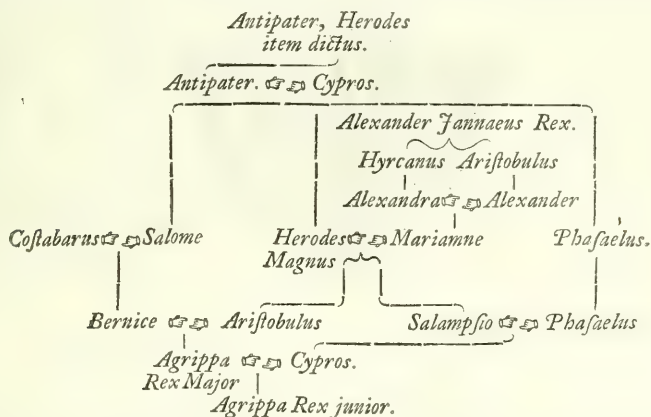 Antipater, Herodes
item dictus.
Antipater. Cypros.
Alexander Jannaeus Rex.
Hyrcanus Ariſtobulus
Alexandra Alexander
Coſtabarus Salome Herodes Mariamne Phaſaelus.
Magnus
Bernice Ariſtobulus Salampſio Phaſaelus
Agrippa Cypros.
Rex Major
Agrippa Rex junior.